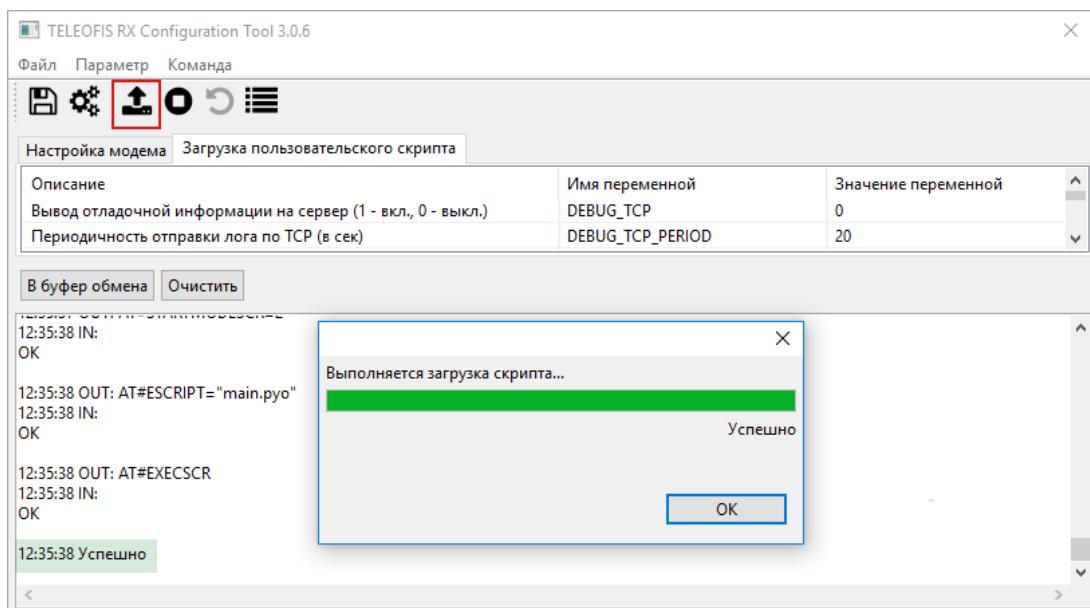 TELEOFIS RX Configuration Tool 3.0.6
Файл Параметр Команда
Настройка модема Загрузка пользовательского скрипта
Описание Имя переменной Значение переменной
Вывод отладочной информации на сервер (1 - вкл., 0 - выкл.) DEBUG_TCP 0
Периодичность отправки лога по TCP (в сек) DEBUG_TCP_PERIOD 20
В буфер обмена Очистить
12:35:38 IN:
OK
12:35:38 OUT: AT#ESCRIPT="main.pyo"
12:35:38 IN:
OK
12:35:38 OUT: AT#EXECSCR
12:35:38 IN:
OK
12:35:38 Успешно
Выполняется загрузка скрипта...
Успешно
OK